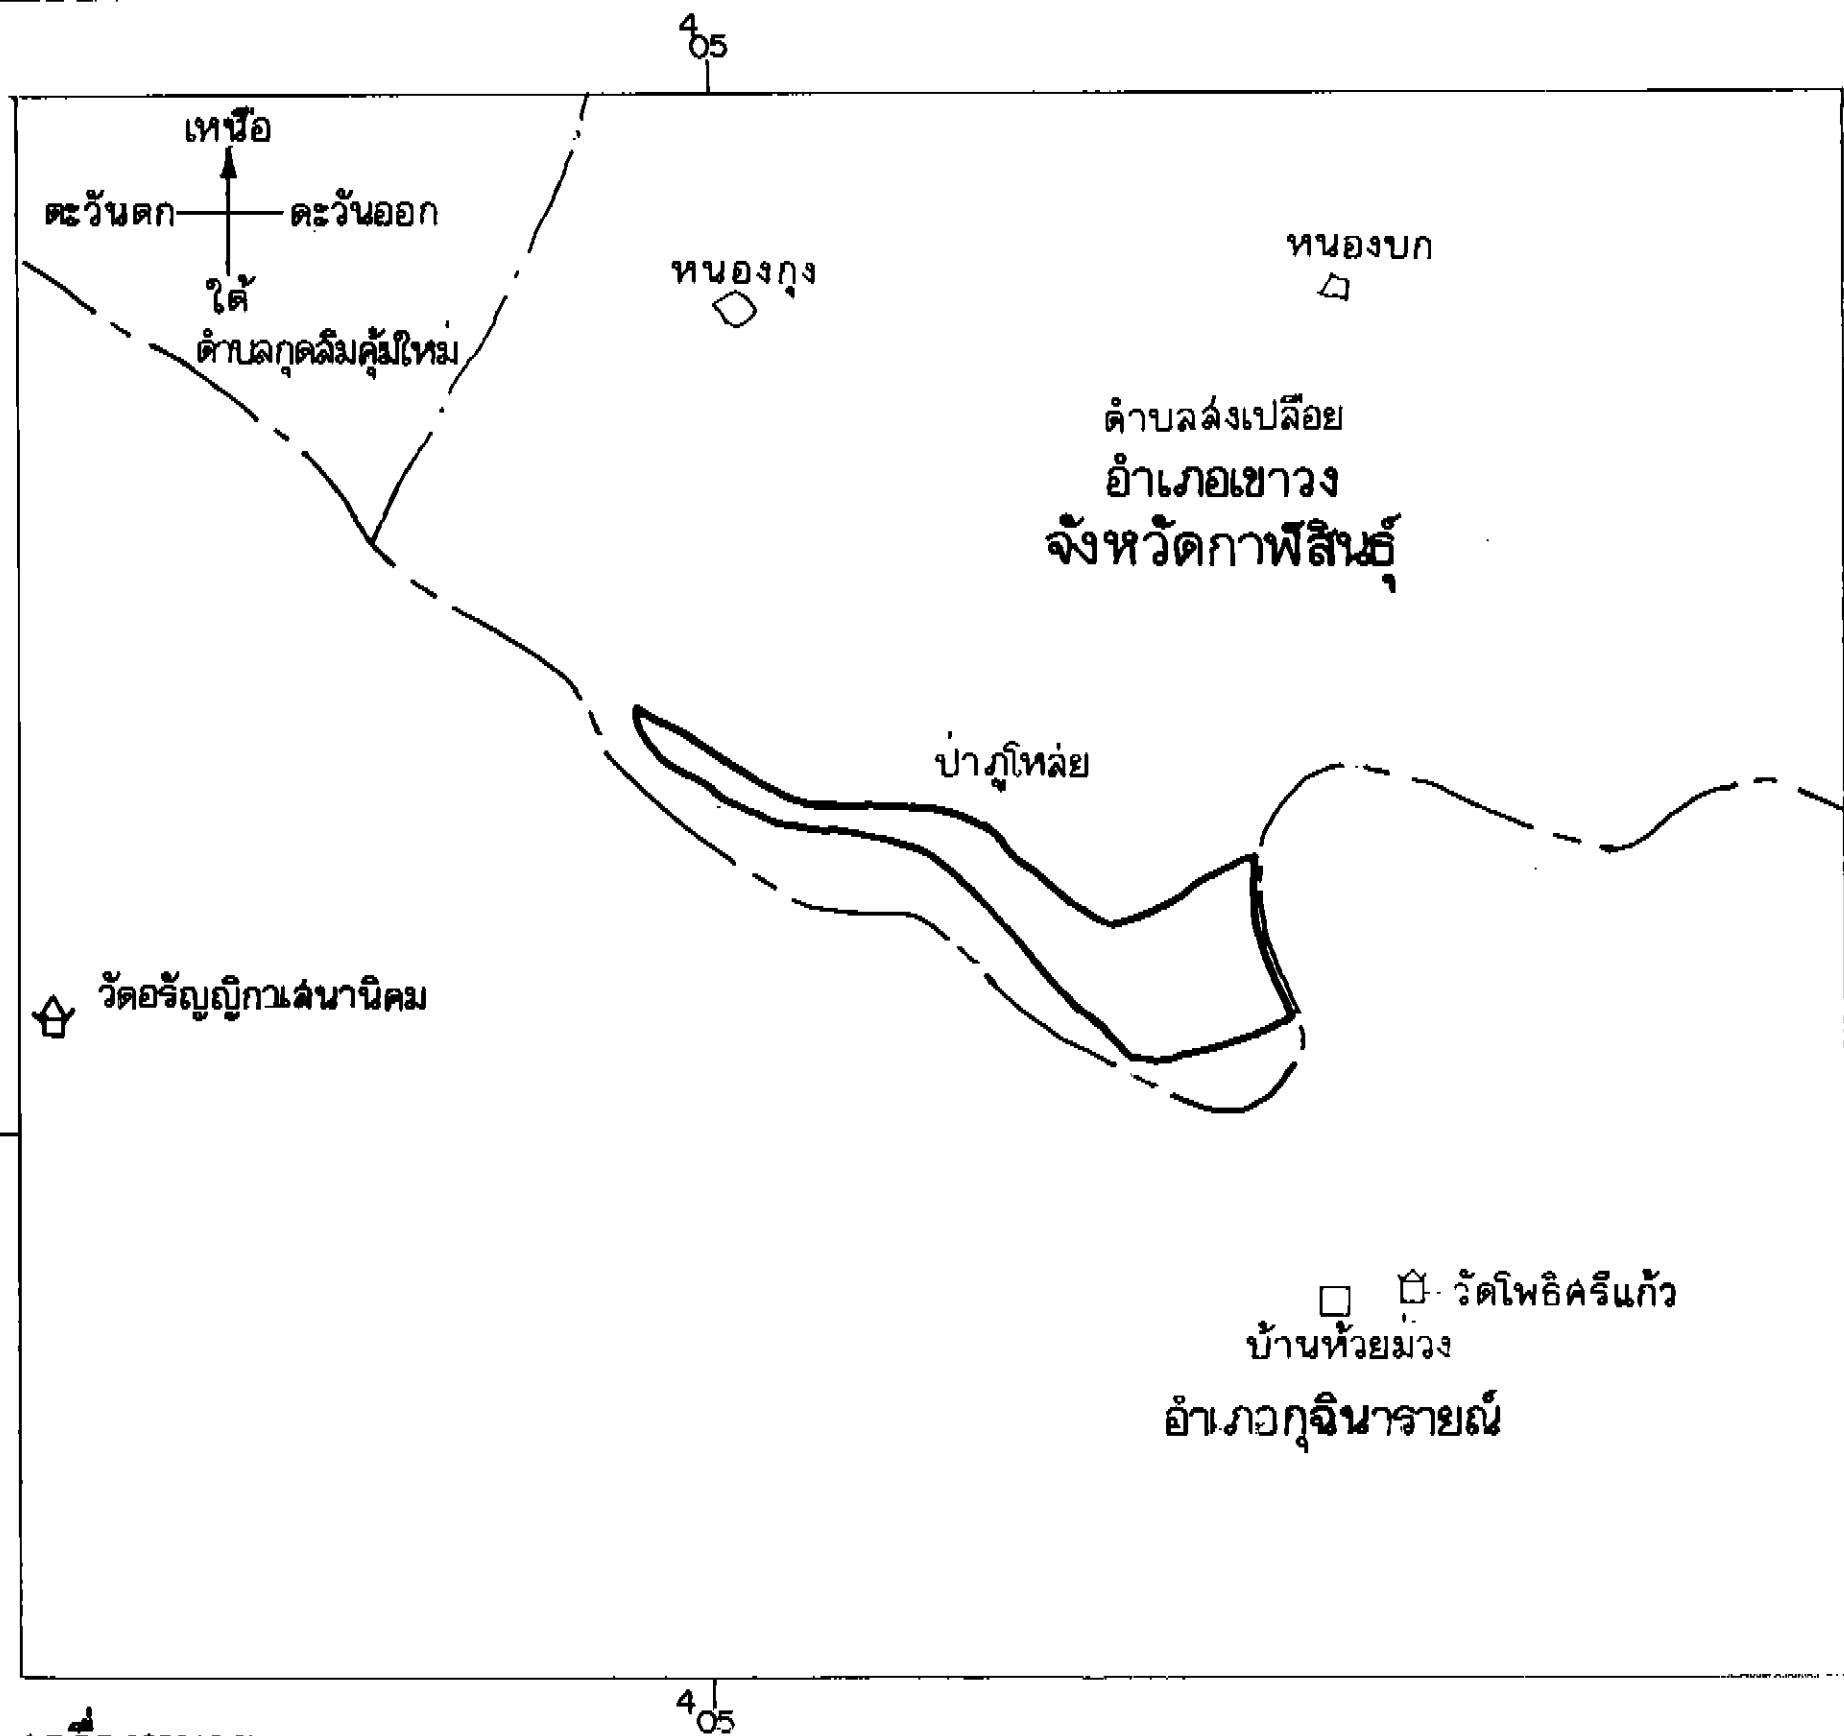 405
เหนือ
ตะวันตก ตะวันออก
ใต้
ตำบลกุดสิมคุ้มใหม่
หนองกุง
หนองบก
ตำบลสงเปลือย
อำเภอเขาวง
จังหวัดกาฬสินธุ์
ป่าภูโหล่ย
วัดอรัญญิกาเสนานิคม
วัดโพธิศรีแก้ว
บ้านห้วยม่วง
อำเภอกุฉินารายณ์
405